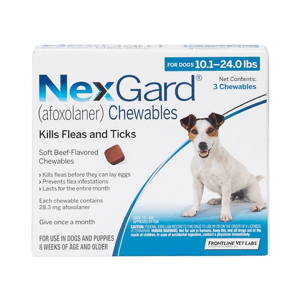 FOR DOGS 10.1-24.0 lbs
NexGard®
(afoxolaner) Chewables
Net Contents:
3 Chewables
Kills Fleas and Ticks
Soft Beef-Flavored
Chewables
• Kills fleas before they can lay eggs
• Prevents flea infestations
• Lasts for the entire month
Each chewable contains
28.3 mg afoxolaner
Give once a month
FOR USE IN DOGS AND PUPPIES
8 WEEKS OF AGE AND OLDER
FRONTLINE VET LABS